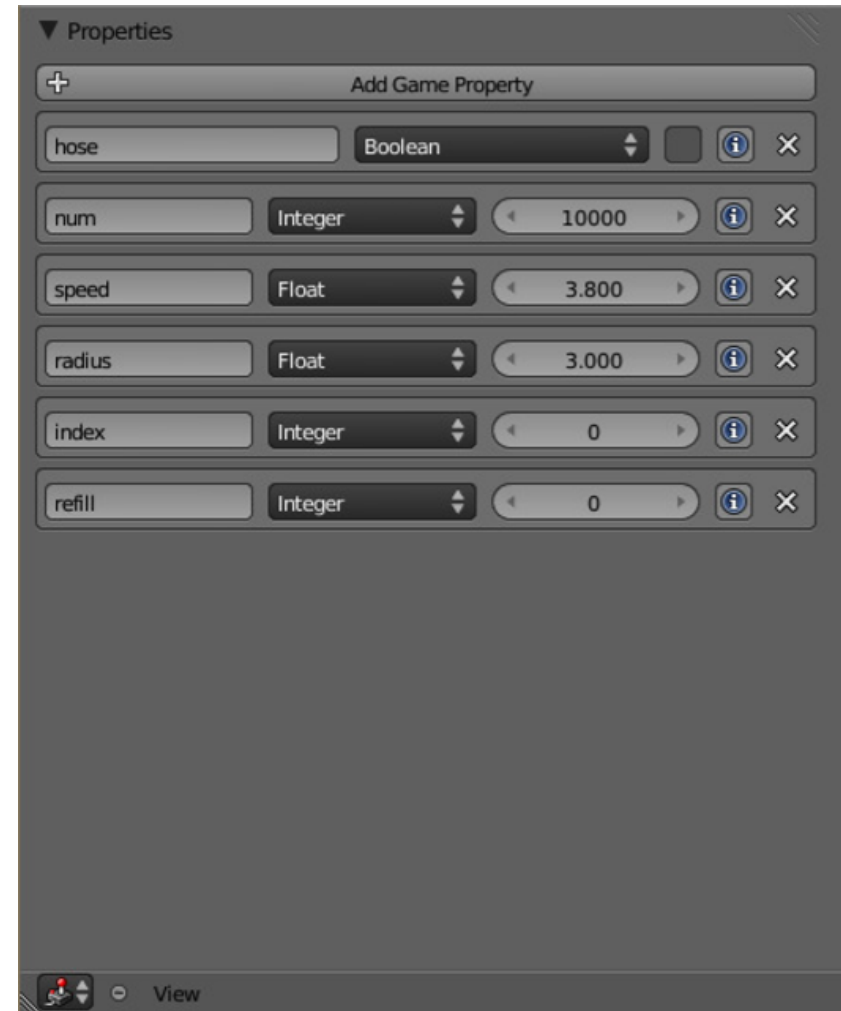 Properties
Add Game Property
hose Boolean
num Integer 10000
speed Float 3.800
radius Float 3.000
index Integer 0
refill Integer 0
View